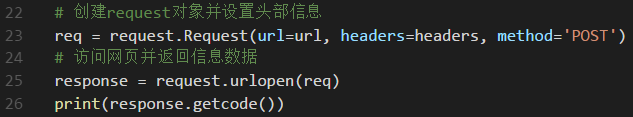 22 # 创建request对象并设置头部信息
23 req = request.Request(url=url, headers=headers, method='POST')
24 # 访问网页并返回信息数据
25 response = request.urlopen(req)
26 print(response.getcode())